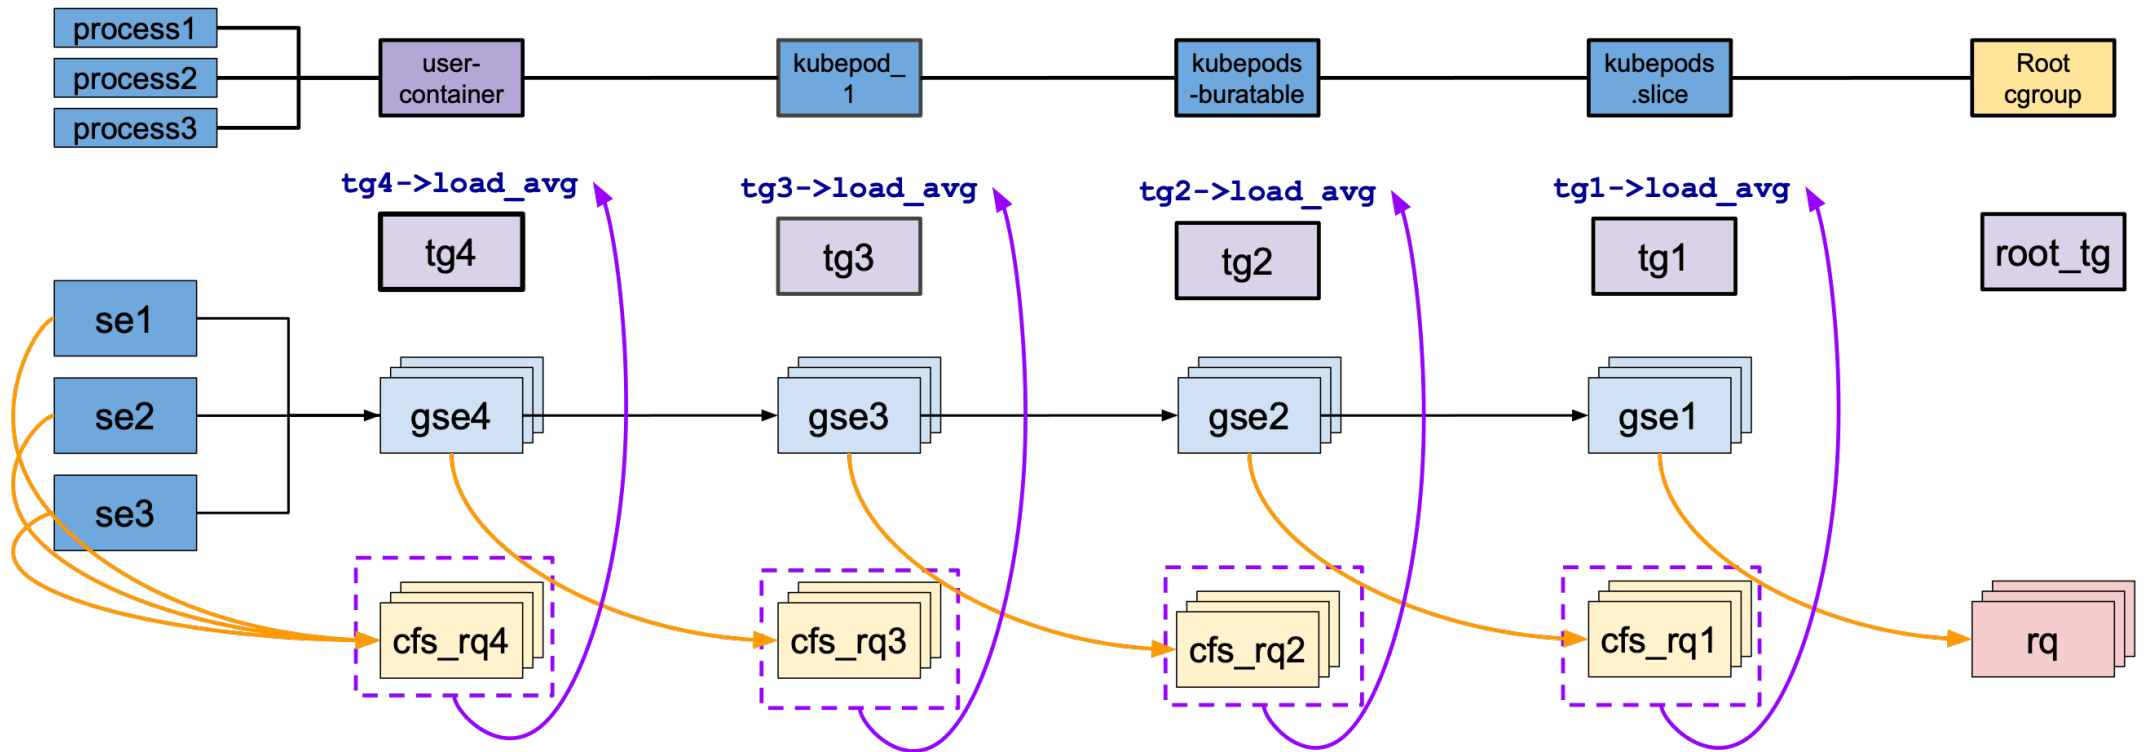 process1
process2
process3
user-
container
kubepod_
1
kubepods
-buratable
kubepods
.slice
Root
cgroup
tg4->load_avg
tg3->load_avg
tg2->load_avg
tg1->load_avg
tg4
tg3
tg2
tg1
root_tg
se1
se2
se3
gse4
gse3
gse2
gse1
cfs_rq4
cfs_rq3
cfs_rq2
cfs_rq1
rq